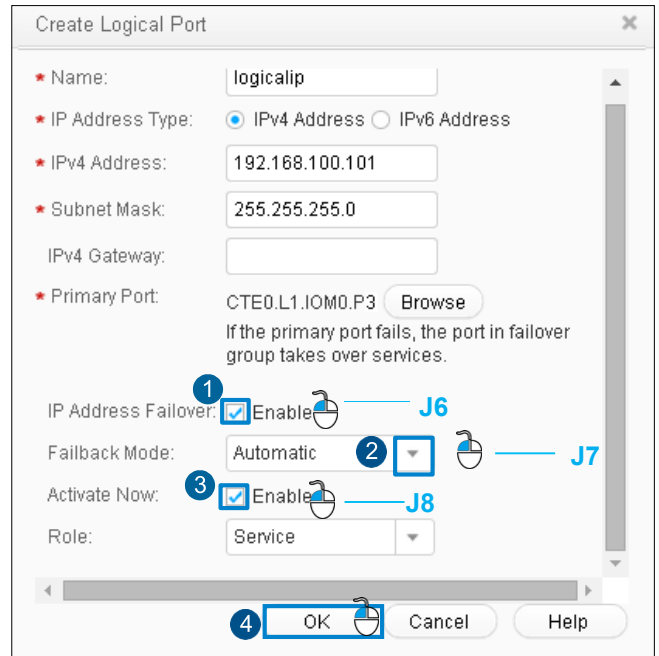 Create Logical Port
* Name: logicalip
* IP Address Type: IPv4 Address IPv6 Address
* IPv4 Address: 192.168.100.101
* Subnet Mask: 255.255.255.0
IPv4 Gateway:
* Primary Port: CTE0.L1.IOM0.P3 Browse
If the primary port fails, the port in failover
group takes over services.
1
IP Address Failover: Enable J6
Failback Mode: Automatic 2 J7
Activate Now: 3 Enable J8
Role: Service
4 OK Cancel Help